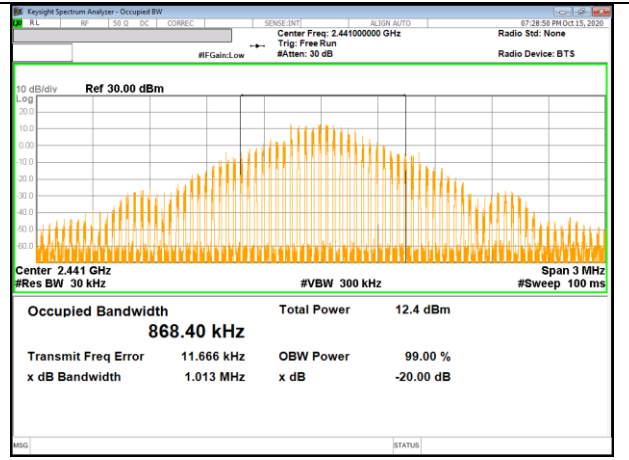 Keysight Spectrum Analyzer - Occupied BW
RL RF 50 Ω DC CORREC SENSE:INT ALIGN AUTO 07:28:50 PM Oct 15, 2020
Center Freq: 2.441000000 GHz Radio Std: None
Trig: Free Run
#IFGain:Low #Atten: 30 dB Radio Device: BTS
10 dB/div Ref 30.00 dBm
Log
20.0
10.0
0.00
-10.0
-20.0
-30.0
-40.0
-50.0
-60.0
Center 2.441 GHz Span 3 MHz
#Res BW 30 kHz #VBW 300 kHz #Sweep 100 ms
Occupied Bandwidth Total Power 12.4 dBm
868.40 kHz
Transmit Freq Error 11.666 kHz OBW Power 99.00 %
x dB Bandwidth 1.013 MHz x dB -20.00 dB
MSG STATUS